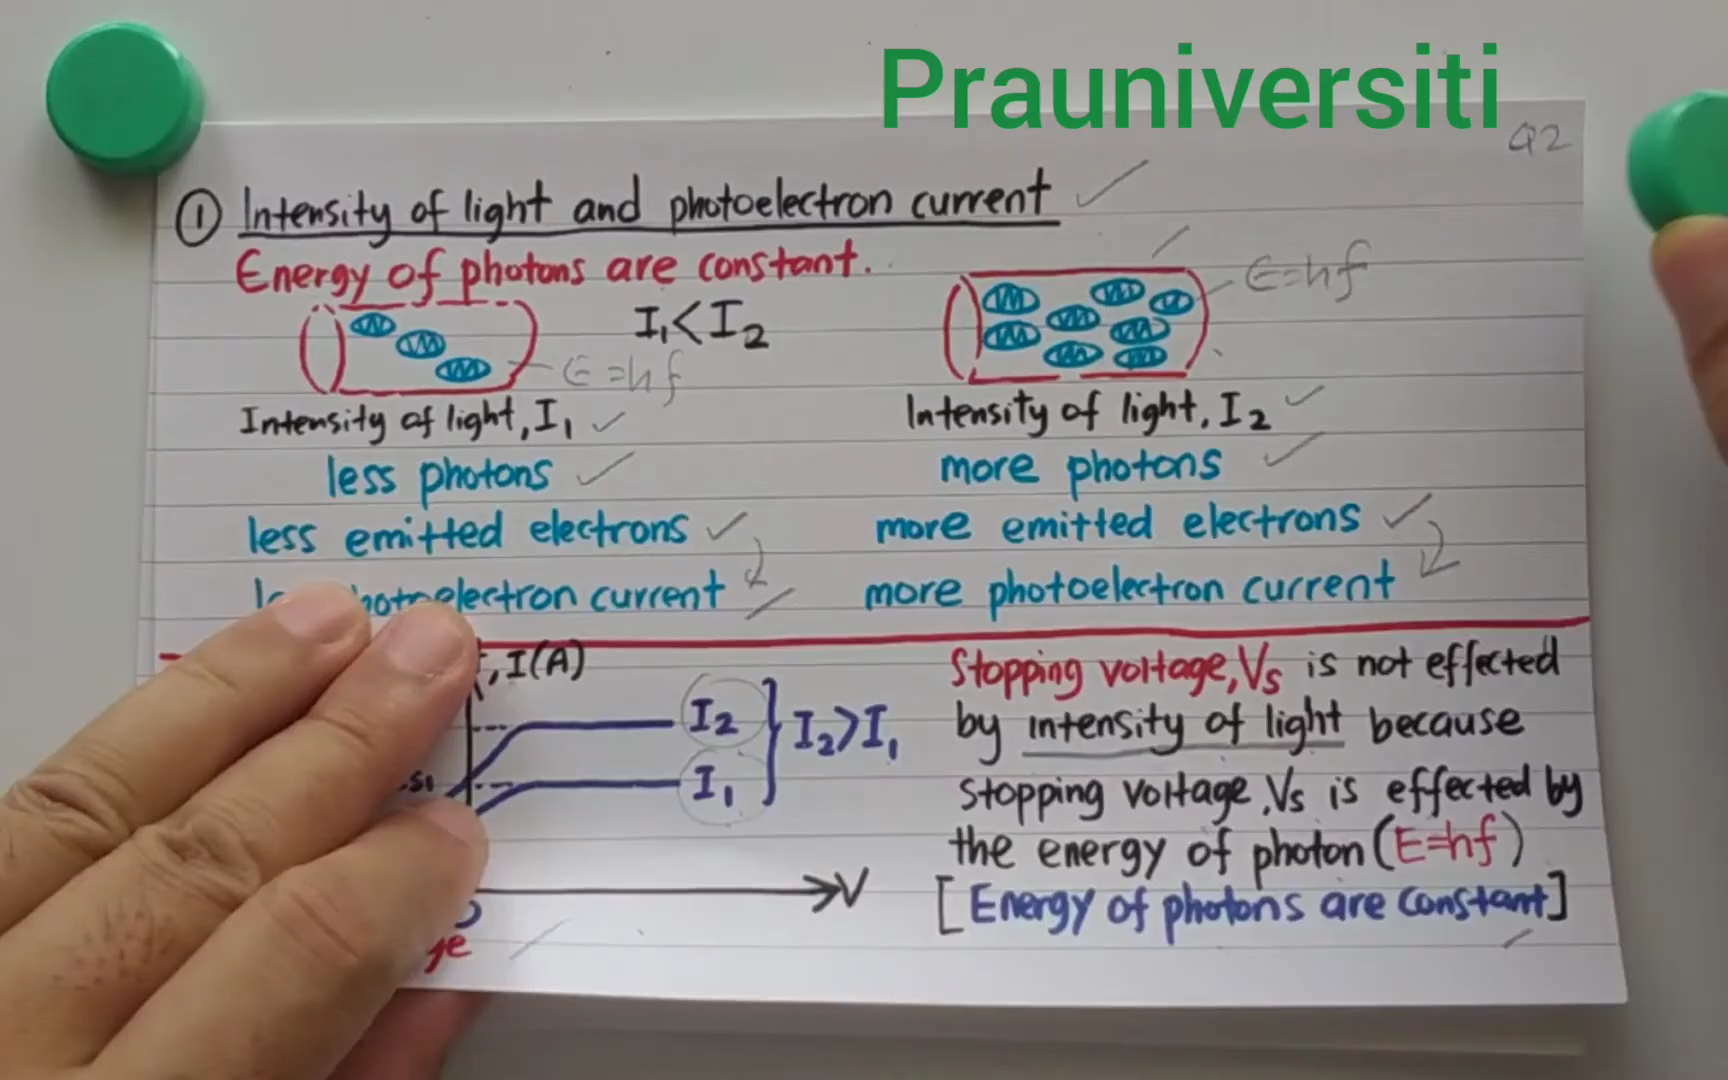 Prauniversiti
92
① Intensity of light and photoelectron current
Energy of photons are constant.
I₁<I₂
E=hf
E=hf
Intensity of light, I₁
Intensity of light, I₂
less photons
more photons
less emitted electrons
more emitted electrons
photoelectron current
more photoelectron current
, I(A)
I₂
I₁
I₂>I₁
V
Stopping voltage, Vs is not effected
by intensity of light because
stopping voltage, Vs is effected by
the energy of photon (E=hf)
[Energy of photons are constant]